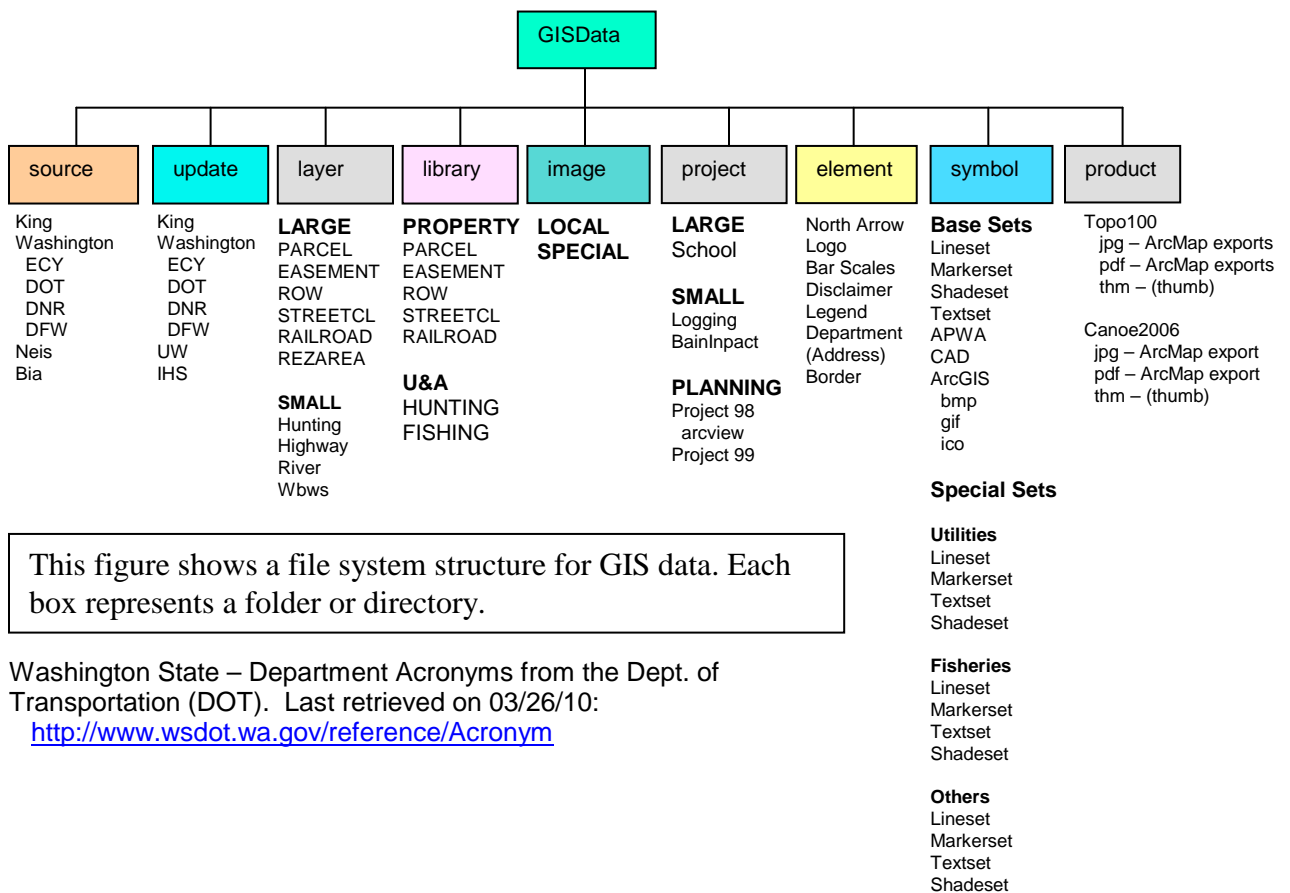 GISData
source
King
Washington
ECY
DOT
DNR
DFW
Neis
Bia
update
King
Washington
ECY
DOT
DNR
DFW
UW
IHS
layer
LARGE
PARCEL
EASEMENT
ROW
STREETCL
RAILROAD
REZAREA
SMALL
Hunting
Highway
River
Wbws
library
PROPERTY
PARCEL
EASEMENT
ROW
STREETCL
RAILROAD
U&A
HUNTING
FISHING
image
LOCAL
SPECIAL
project
LARGE
School
SMALL
Logging
BainInpact
PLANNING
Project 98
arcview
Project 99
element
North Arrow
Logo
Bar Scales
Disclaimer
Legend
Department
(Address)
Border
symbol
Base Sets
Lineset
Markerset
Shadeset
Textset
APWA
CAD
ArcGIS
bmp
gif
ico
Special Sets
Utilities
Lineset
Markerset
Textset
Shadeset
Fisheries
Lineset
Markerset
Textset
Shadeset
Others
Lineset
Markerset
Textset
Shadeset
product
Topo100
jpg – ArcMap exports
pdf – ArcMap exports
thm – (thumb)
Canoe2006
jpg – ArcMap export
pdf – ArcMap export
thm – (thumb)
This figure shows a file system structure for GIS data. Each
box represents a folder or directory.
Washington State – Department Acronyms from the Dept. of
Transportation (DOT).  Last retrieved on 03/26/10:
http://www.wsdot.wa.gov/reference/Acronym